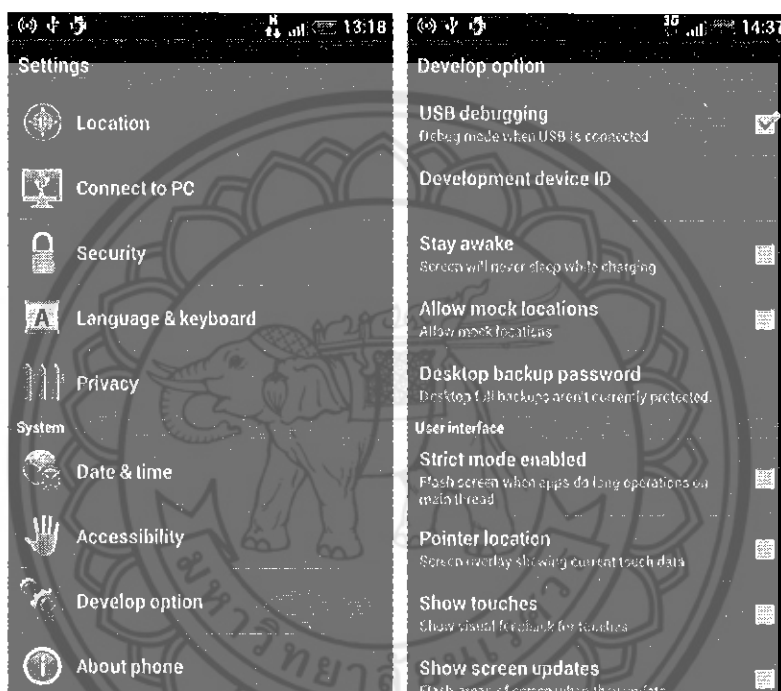 13:18
Settings
Location
Connect to PC
Security
Language & keyboard
Privacy
System
Date & time
Accessibility
Develop option
About phone
3G 14:37
Develop option
USB debugging
Debug mode when USB is connected
Development device ID
Stay awake
Screen will never sleep while charging
Allow mock locations
Allow mock locations
Desktop backup password
Desktop full backups aren't currently protected.
User interface
Strict mode enabled
Flash screen when apps do long operations on
main thread
Pointer location
Screen overlay showing current touch data
Show touches
Show visual feedback for touches
Show screen updates